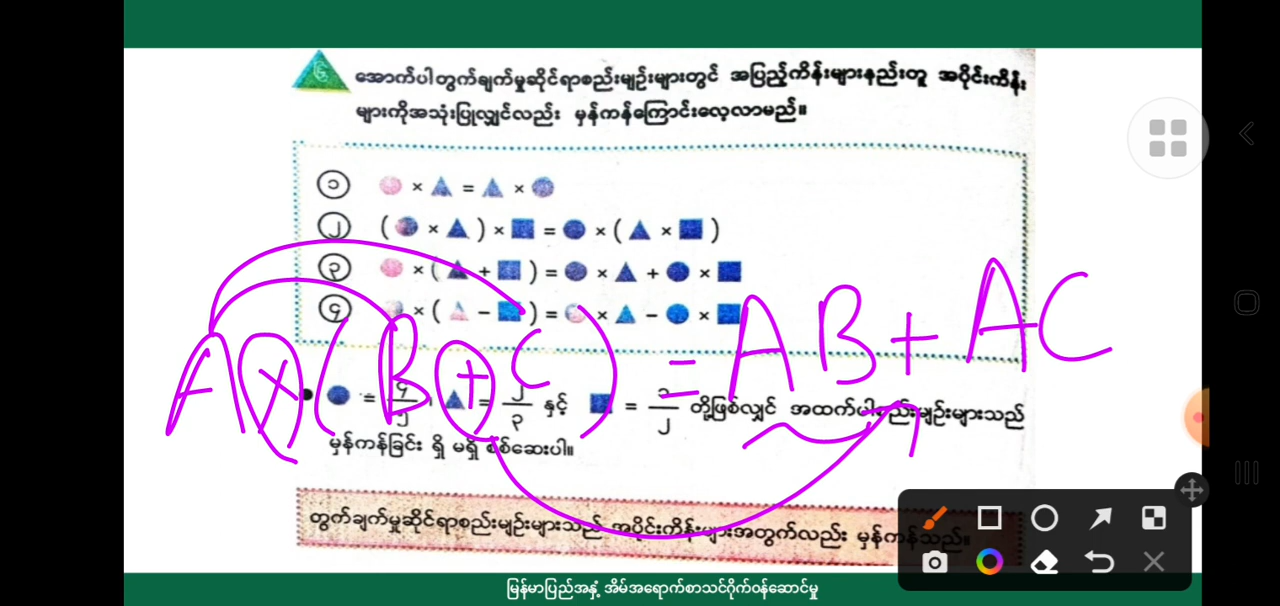 ၆ အောက်ပါတွက်ချက်မှုဆိုင်ရာစည်းမျဉ်းများတွင် အပြည့်ကိန်းများနည်းတူ အပိုင်းကိန်း
များကိုအသုံးပြုလျှင်လည်း မှန်ကန်ကြောင်းလေ့လာမည်။
① × = ×
၂ ( × ) × = × ( × )
၃ × ( + ) = × + ×
၄ × ( − ) = × − ×
A × ( B + C ) = AB + AC
= ၄/၅ ၊ = ၂/၃ နှင့် = ၁/၂ တို့ဖြစ်လျှင် အထက်ပါစည်းမျဉ်းများသည်
မှန်ကန်ခြင်း ရှိ မရှိ စစ်ဆေးပါ။
တွက်ချက်မှုဆိုင်ရာစည်းမျဉ်းများသည် အပိုင်းကိန်းများအတွက်လည်း မှန်ကန်သည်။
မြန်မာပြည်အနှံ့ အိမ်အရောက်စာသင်ဂိုက်ဝန်ဆောင်မှု